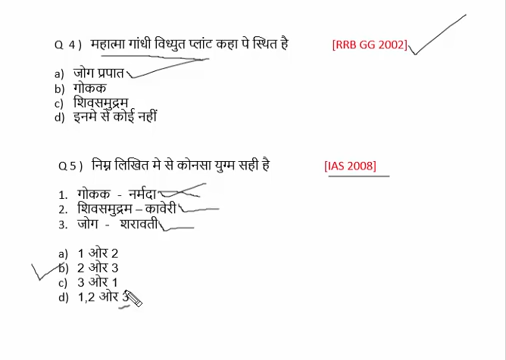 Q 4) महात्मा गांधी विध्युत प्लांट कहा पे स्थित है [RRB GG 2002]
a) जोग प्रपात
b) गोकक
c) शिवसमुद्रम
d) इनमे से कोई नहीं
Q 5) निम्न लिखित मे से कोनसा युग्म सही है [IAS 2008]
1. गोकक - नर्मदा
2. शिवसमुद्रम – कावेरी
3. जोग - शरावती
a) 1 ओर 2
b) 2 ओर 3
c) 3 ओर 1
d) 1,2 ओर 3